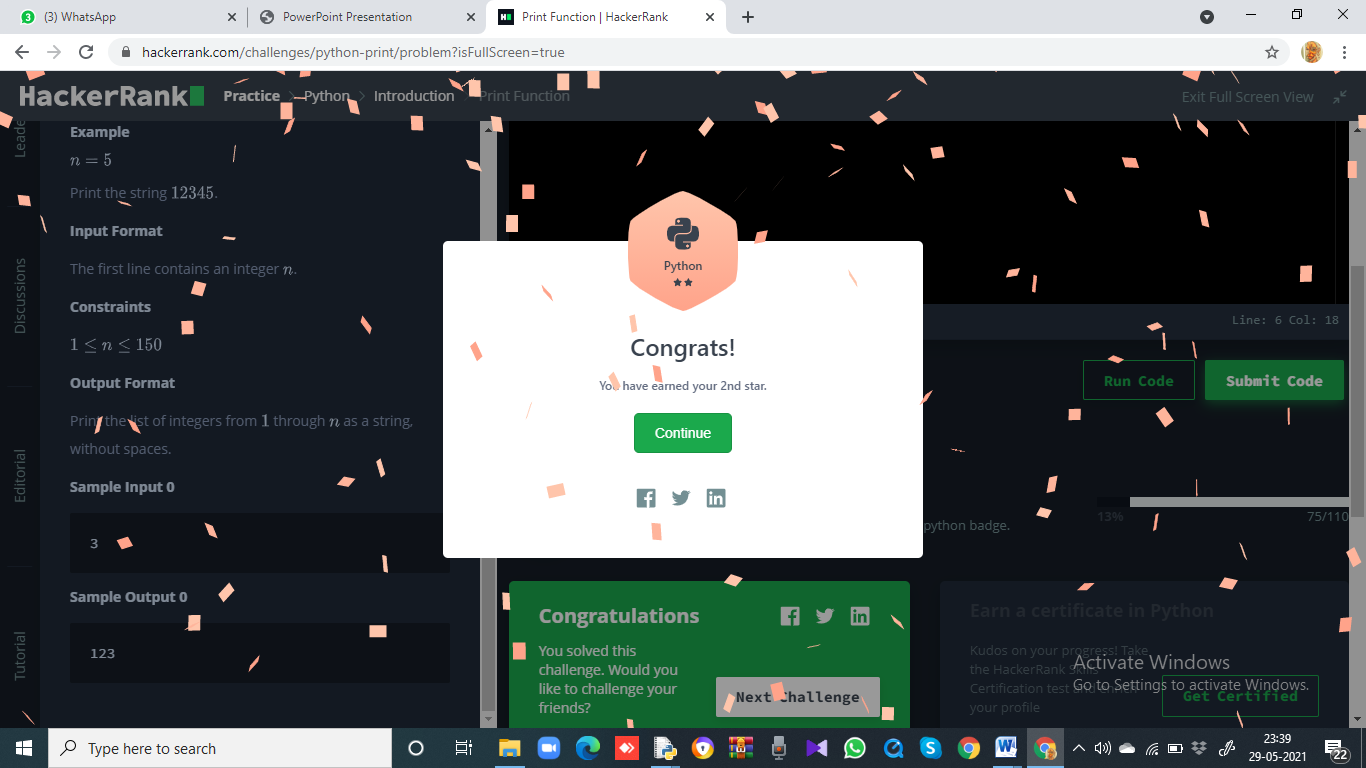 (3) WhatsApp
PowerPoint Presentation
Print Function | HackerRank
hackerrank.com/challenges/python-print/problem?isFullScreen=true
HackerRank
Practice
Python
Introduction
Print Function
Exit Full Screen View
Discussions
Editorial
Tutorial
Example
n = 5
Print the string 12345.
Input Format
The first line contains an integer n.
Constraints
1 ≤ n ≤ 150
Output Format
Print the list of integers from 1 through n as a string,
without spaces.
Sample Input 0
3
Sample Output 0
123
Python
Congrats!
You have earned your 2nd star.
Continue
Line: 6 Col: 18
Run Code
Submit Code
13%
75/110
python badge.
Congratulations
You solved this
challenge. Would you
like to challenge your
friends?
Next Challenge
Earn a certificate in Python
Kudos on your progress! Take
the HackerRank Skills
Certification test and
your profile
Get Certified
Activate Windows
Go to Settings to activate Windows.
Type here to search
23:39
29-05-2021
22